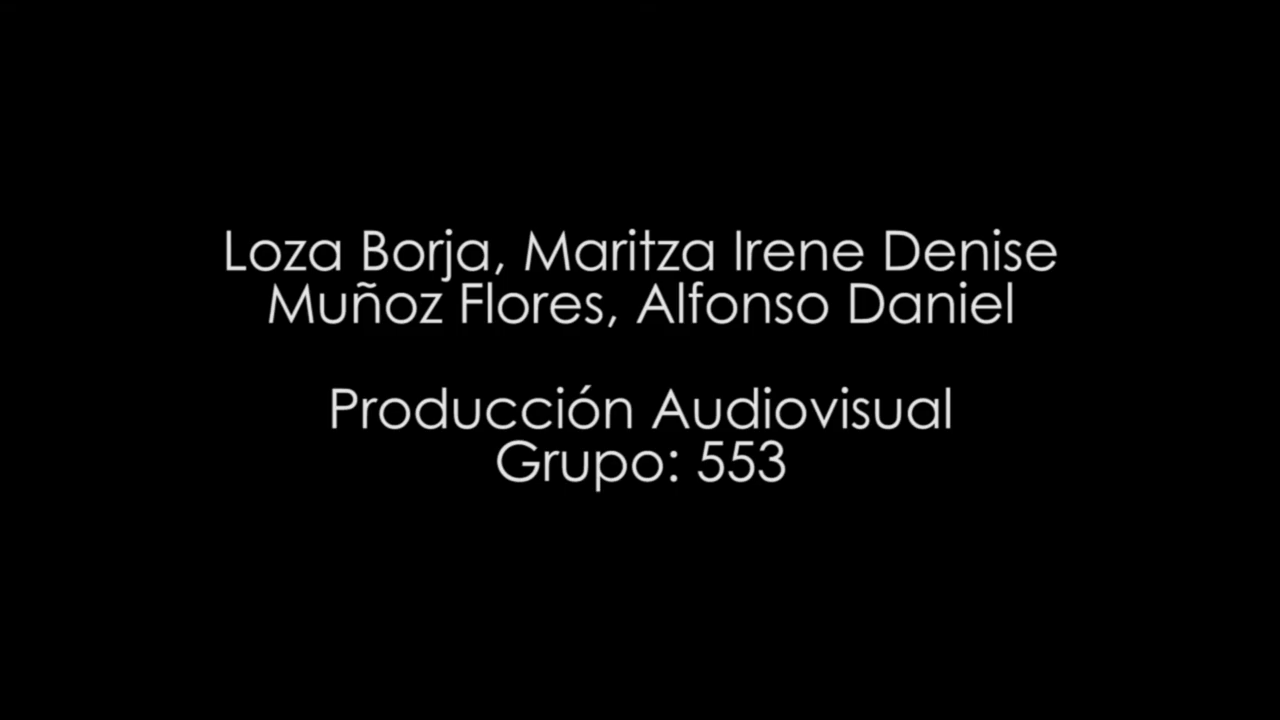 Loza Borja, Maritza Irene Denise
Muñoz Flores, Alfonso Daniel
Producción Audiovisual
Grupo: 553